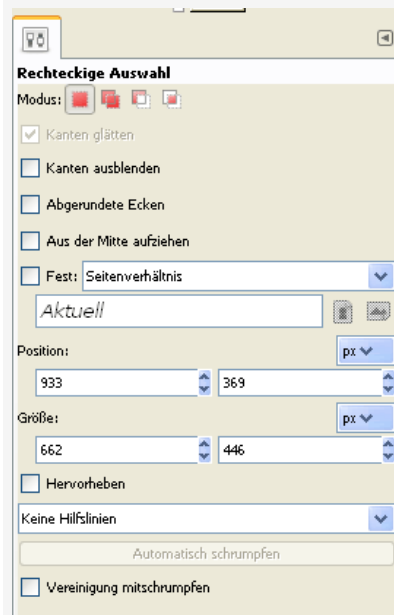 Rechteckige Auswahl
Modus:
Kanten glätten
Kanten ausblenden
Abgerundete Ecken
Aus der Mitte aufziehen
Fest: Seitenverhältnis
Aktuell
Position: px
933 369
Größe: px
662 446
Hervorheben
Keine Hilfslinien
Automatisch schrumpfen
Vereinigung mitschrumpfen